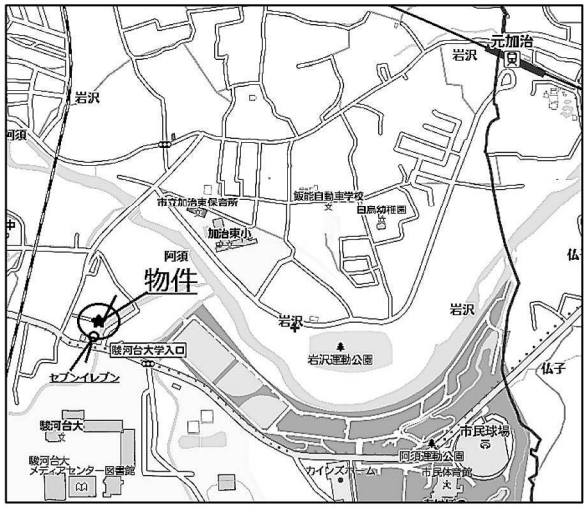 元加治
岩沢
岩沢
阿須
市立加治東保育所
飯能自動車学校
白鳥幼稚園
加治東小
中
阿須
仏子
物件
岩沢
岩沢
駿河台大学入口
岩沢運動公園
セブンイレブン
仏子
駿河台大
市民球場
阿須運動公園
駿河台大
メディアセンター図書館
カインズホーム
市民体育館